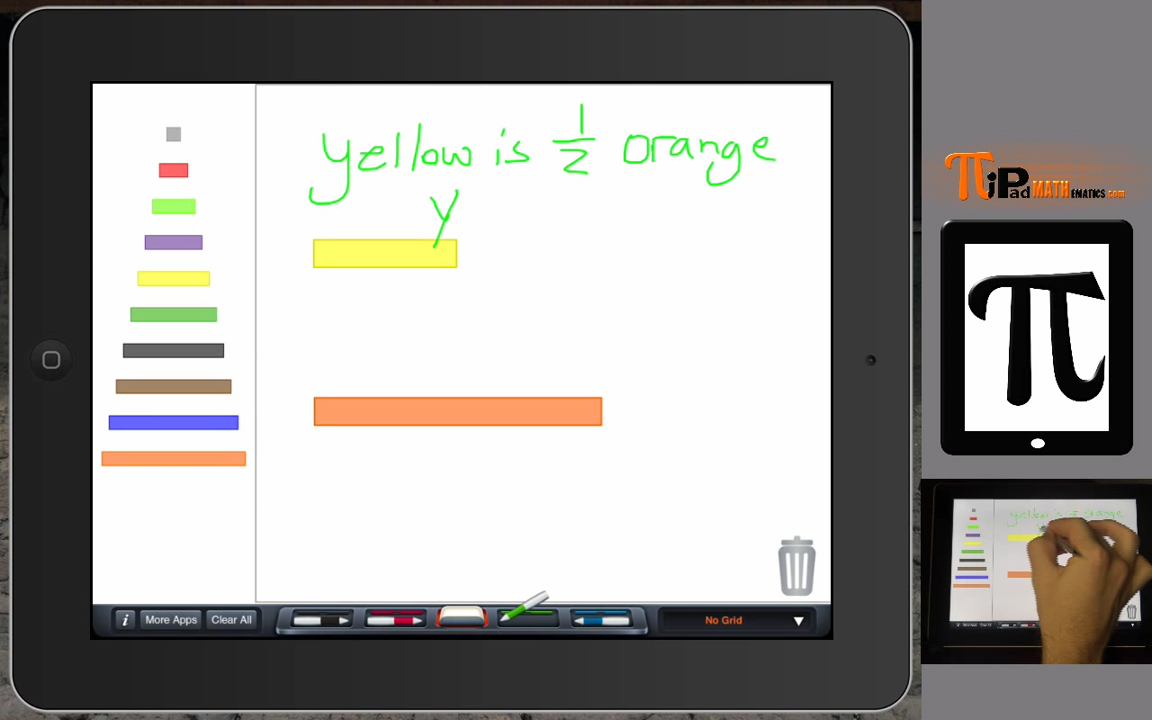 yellow is 1/2 orange
y
i More Apps Clear All
No Grid
π iPad MATHEMATICS.com
π